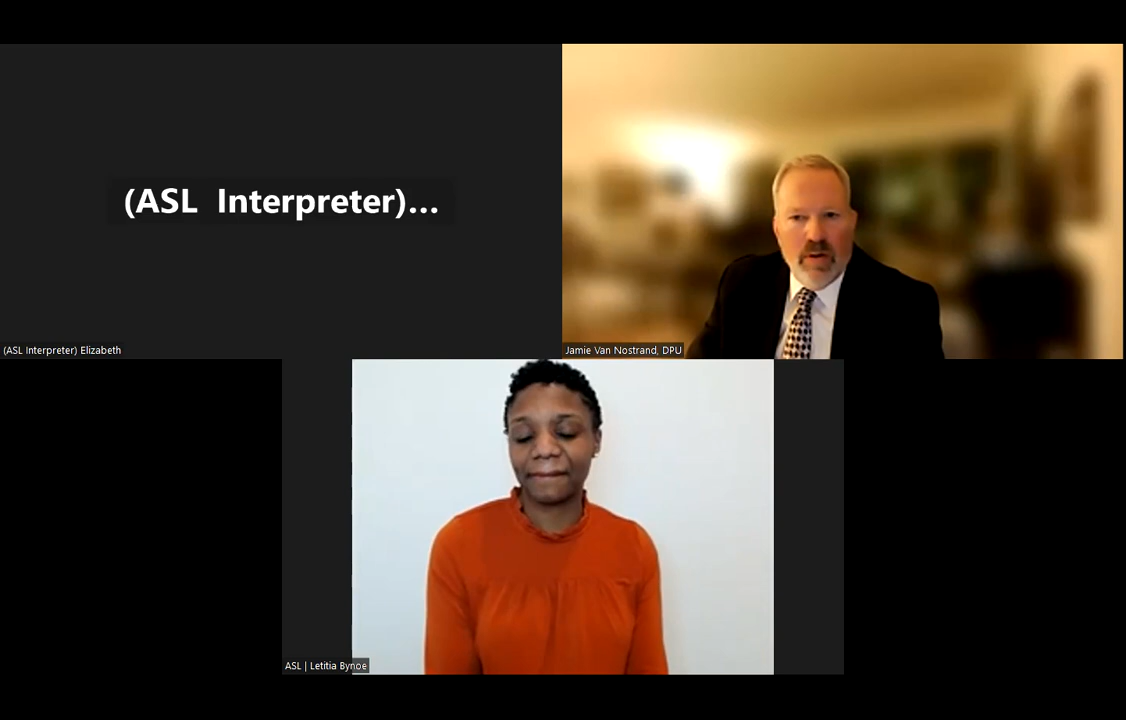 (ASL Interpreter)...
(ASL Interpreter) Elizabeth
Jamie Van Nostrand, DPU
ASL | Letitia Bynoe